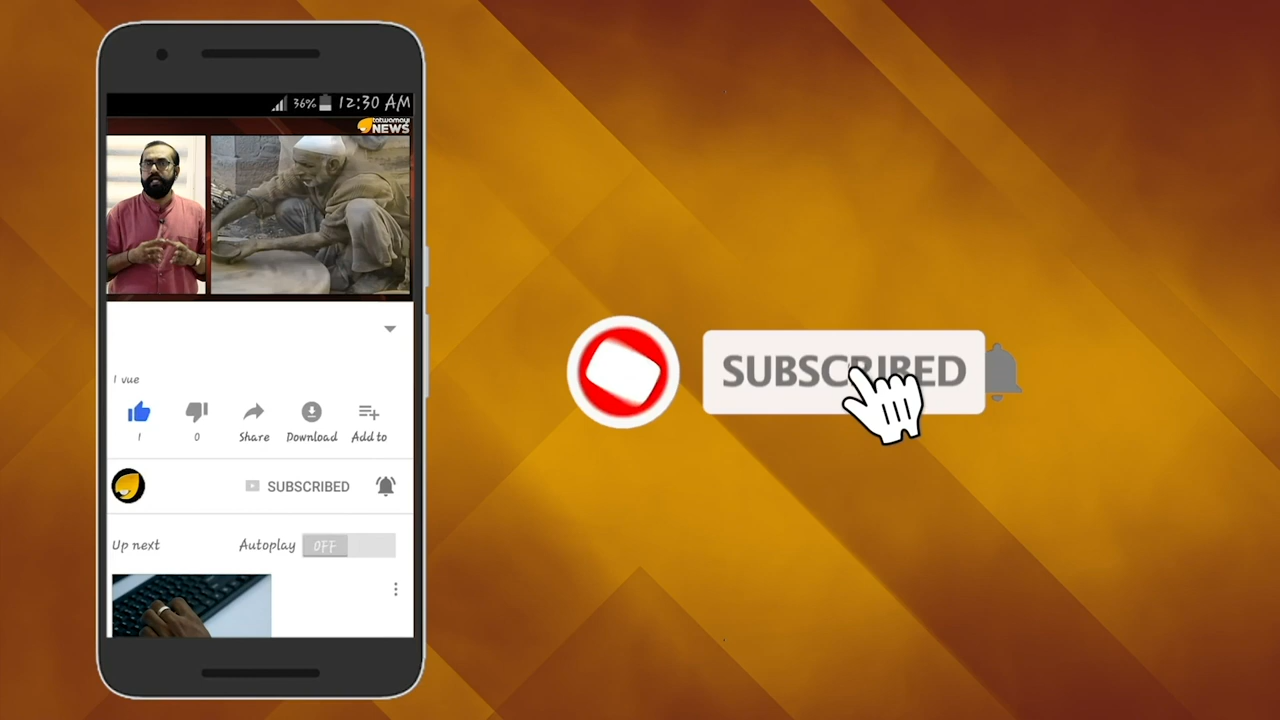 36% 12:30 AM
tatwamayi
NEWS
1 vue
1
0
Share
Download
Add to
SUBSCRIBED
Up next
Autoplay
OFF
SUBSCRIBED